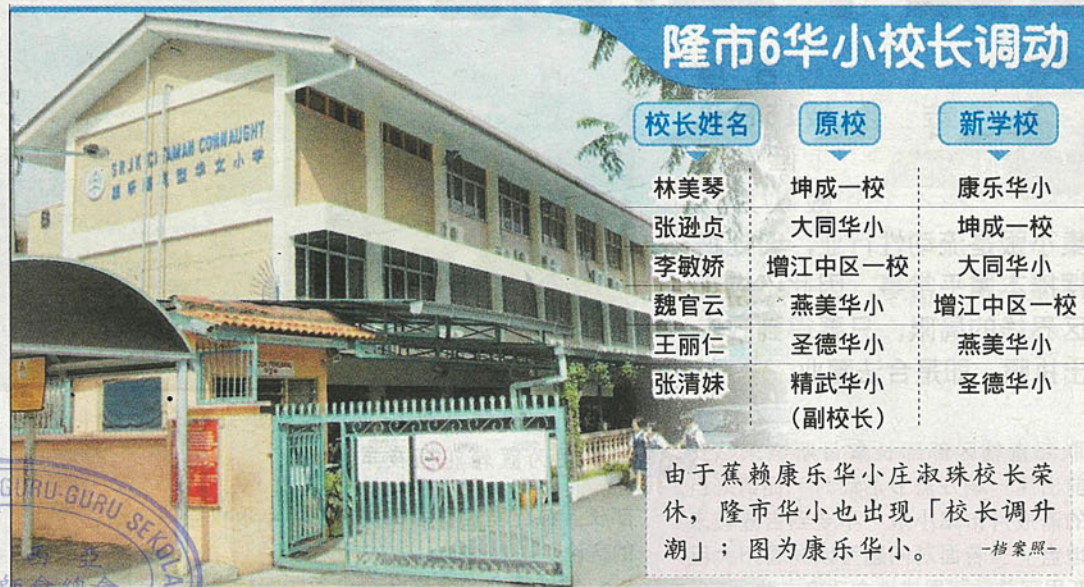 隆市6华小校长调动
校长姓名 原校 新学校
林美琴 坤成一校 康乐华小
张逊贞 大同华小 坤成一校
李敏娇 增江中区一校 大同华小
魏官云 燕美华小 增江中区一校
王丽仁 圣德华小 燕美华小
张清妹 精武华小 圣德华小
(副校长)
由于蕉赖康乐华小庄淑珠校长荣
休，隆市华小也出现「校长调升
潮」；图为康乐华小。 -档案照-
SRJK(C) TAMAN CONNAUGHT
华文小学
GURU-GURU SEKOLA